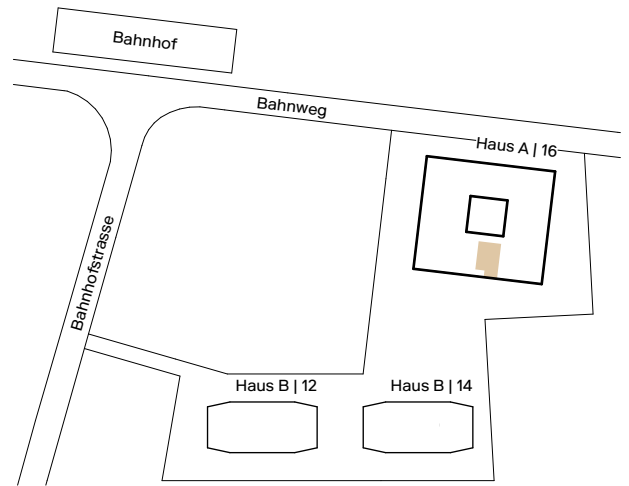 Bahnhof
Bahnweg
Haus A | 16
Bahnhofstrasse
Haus B | 12
Haus B | 14